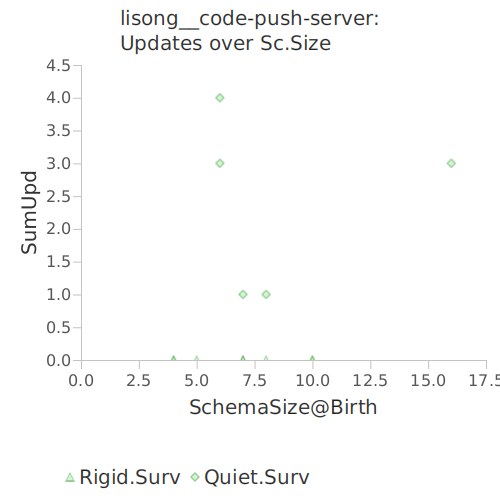 lisong__code-push-server:
Updates over Sc.Size
4.5
4.0
3.5
3.0
2.5
2.0
1.5
1.0
0.5
0.0
SumUpd
0.0 2.5 5.0 7.5 10.0 12.5 15.0 17.5
SchemaSize@Birth
Rigid.Surv Quiet.Surv